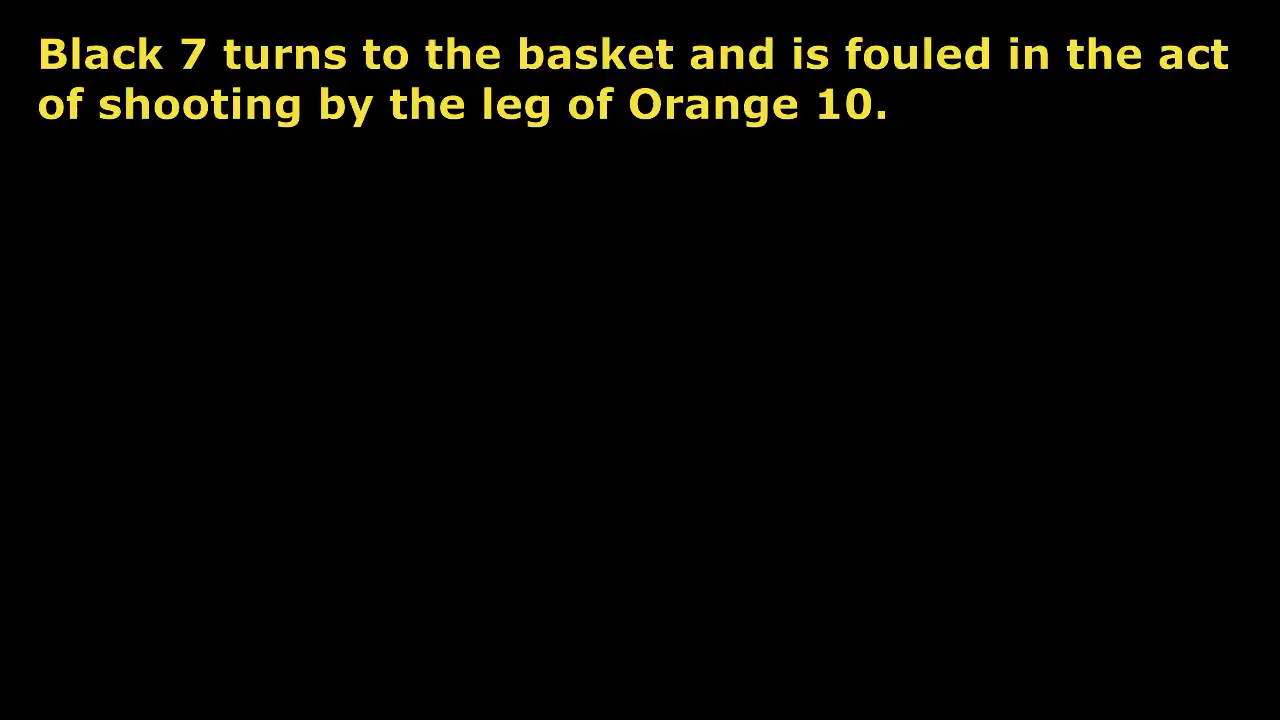 Black 7 turns to the basket and is fouled in the act
of shooting by the leg of Orange 10.